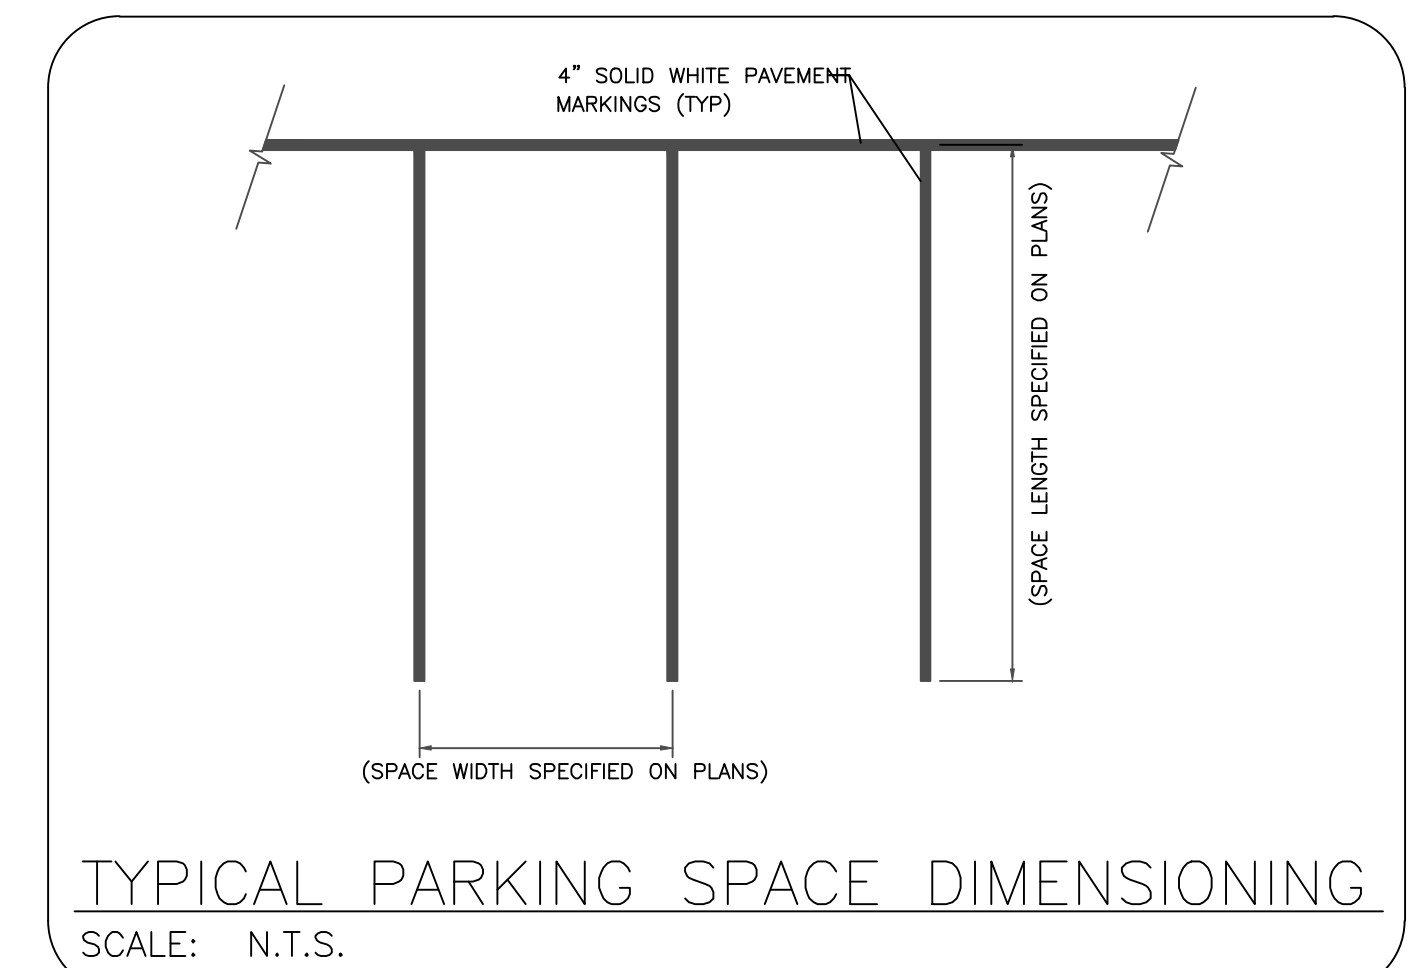 4” SOLID WHITE PAVEMENT
MARKINGS (TYP)
(SPACE LENGTH SPECIFIED ON PLANS)
(SPACE WIDTH SPECIFIED ON PLANS)
TYPICAL PARKING SPACE DIMENSIONING
SCALE: N.T.S.